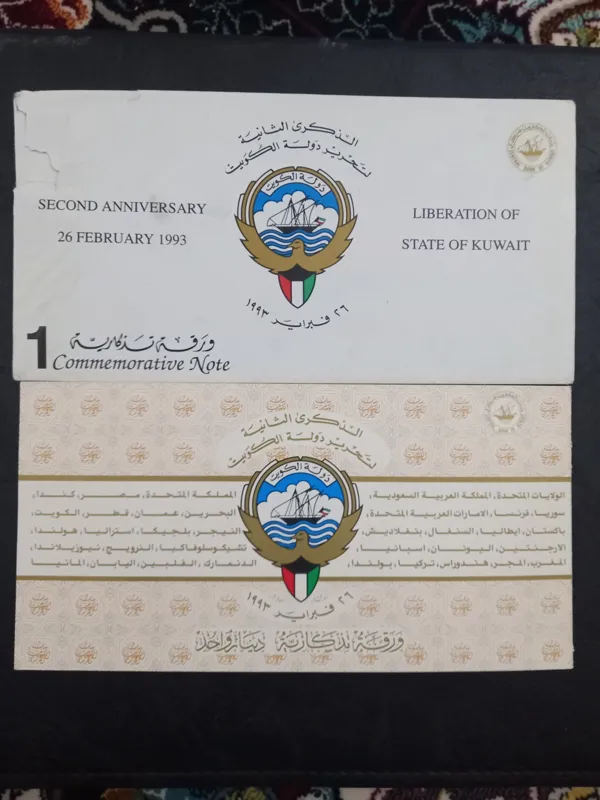 الذكرى الثانية
لتحرير دولة الكويت
دولة الكويت
SECOND ANNIVERSARY
26 FEBRUARY 1993
LIBERATION OF
STATE OF KUWAIT
٢٦ فبراير ١٩٩٣
1 ورقة تذكارية
Commemorative Note
الذكرى الثانية
لتحرير دولة الكويت
دولة الكويت
الولايات المتحدة، المملكة العربية السعودية، المملكة المتحدة، مصر، كندا،
سوريا، فرنسا، الامارات العربية المتحدة، البحرين، عمان، قطر، الكويت،
باكستان، ايطاليا، السنغال، بنغلاديش، النيجر، بلجيكا، استراليا، هولندا،
الارجنتين، اليونان، اسبانيا، تشيكوسلوفاكيا، النرويج، نيوزيلاندا،
المغرب، المجر، هندوراس، تركيا، بولندا، الدنمارك، الفلبين، اليابان، المانيا
٢٦ فبراير ١٩٩٣
ورقة تذكارية دينار واحد